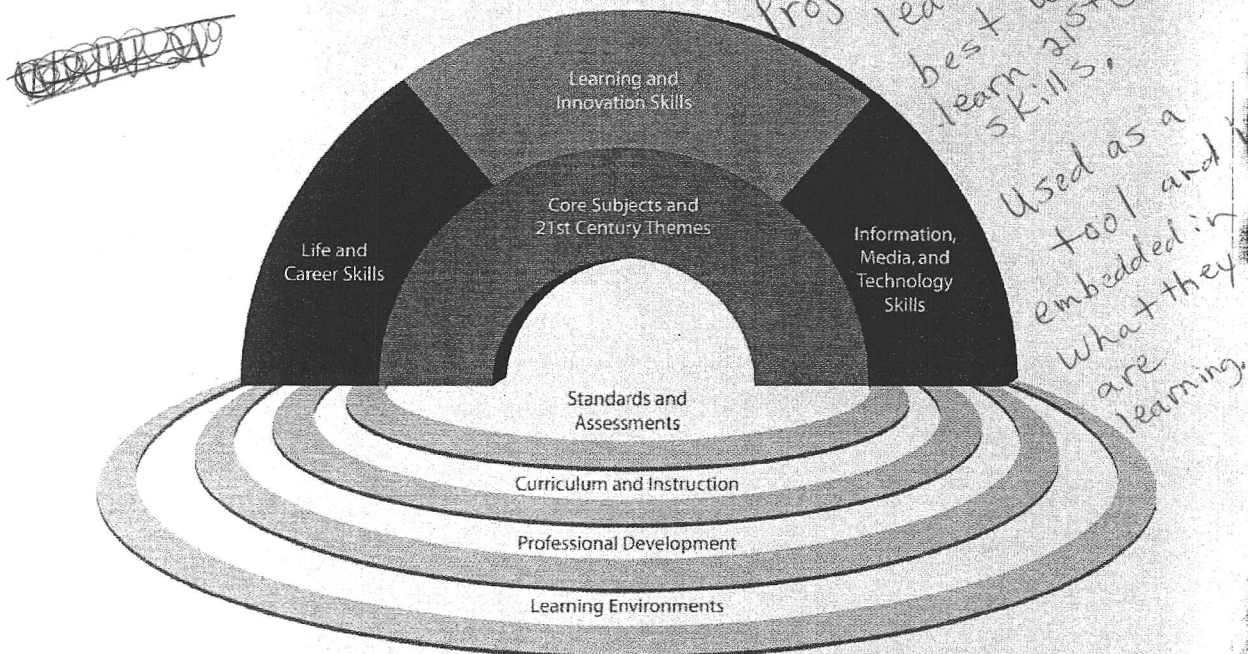 Learning and
Innovation Skills
Core Subjects and
21st Century Themes
Life and
Career Skills
Information,
Media, and
Technology
Skills
Standards and
Assessments
Curriculum and Instruction
Professional Development
Learning Environments
best
learn 21st
skills.
Used as a
tool and
embedded in
what they
are
learning.